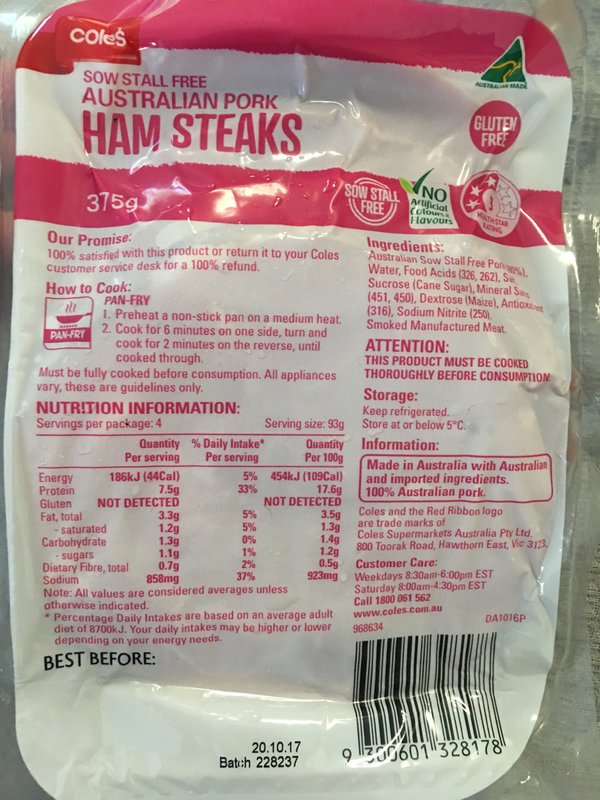 coles
SOW STALL FREE
AUSTRALIAN PORK
HAM STEAKS
375g
AUSTRALIAN MADE
GLUTEN
FREE
SOW STALL
FREE
NO
Artificial
Colours
Flavours
HEALTH STAR
RATING
Our Promise:
100% satisfied with this product or return it to your Coles
customer service desk for a 100% refund.
How to Cook:
PAN-FRY
PAN-FRY
1. Preheat a non-stick pan on a medium heat.
2. Cook for 6 minutes on one side, turn and
cook for 2 minutes on the reverse, until
cooked through.
Must be fully cooked before consumption. All appliances
vary, these are guidelines only.
NUTRITION INFORMATION:
Servings per package: 4 Serving size: 93g
Quantity % Daily Intake* Quantity
Per serving Per serving Per 100g
Energy 186kJ (44Cal) 5% 454kJ (109Cal)
Protein 7.5g 33% 17.6g
Gluten NOT DETECTED NOT DETECTED
Fat, total 3.3g 5% 3.5g
- saturated 1.2g 5% 1.3g
Carbohydrate 1.3g 0% 1.4g
- sugars 1.1g 1% 1.2g
Dietary Fibre, total 0.7g 2% 0.5g
Sodium 858mg 37% 923mg
Note: All values are considered averages unless
otherwise indicated.
* Percentage Daily Intakes are based on an average adult
diet of 8700kJ. Your daily intakes may be higher or lower
depending on your energy needs.
BEST BEFORE:
20.10.17
Batch 228237
Ingredients:
Australian Sow Stall Free Pork
Water, Food Acids (326, 262),
Sucrose (Cane Sugar), Mineral
(451, 450), Dextrose (Maize), Antioxidant
(316), Sodium Nitrite (250).
Smoked Manufactured Meat.
ATTENTION:
THIS PRODUCT MUST BE COOKED
THOROUGHLY BEFORE CONSUMPTION
Storage:
Keep refrigerated.
Store at or below 5°C.
Information:
Made in Australia with Australian
and imported ingredients.
100% Australian pork.
Coles and the Red Ribbon logo
are trade marks of
Coles Supermarkets Australia Pty Ltd.
800 Toorak Road, Hawthorn East, Vic 3123.
Customer Care:
Weekdays 8:30am-6:00pm EST
Saturday 8:00am-4:30pm EST
Call 1800 061 562
www.coles.com.au
968634 DA1016P
9 300601 328178